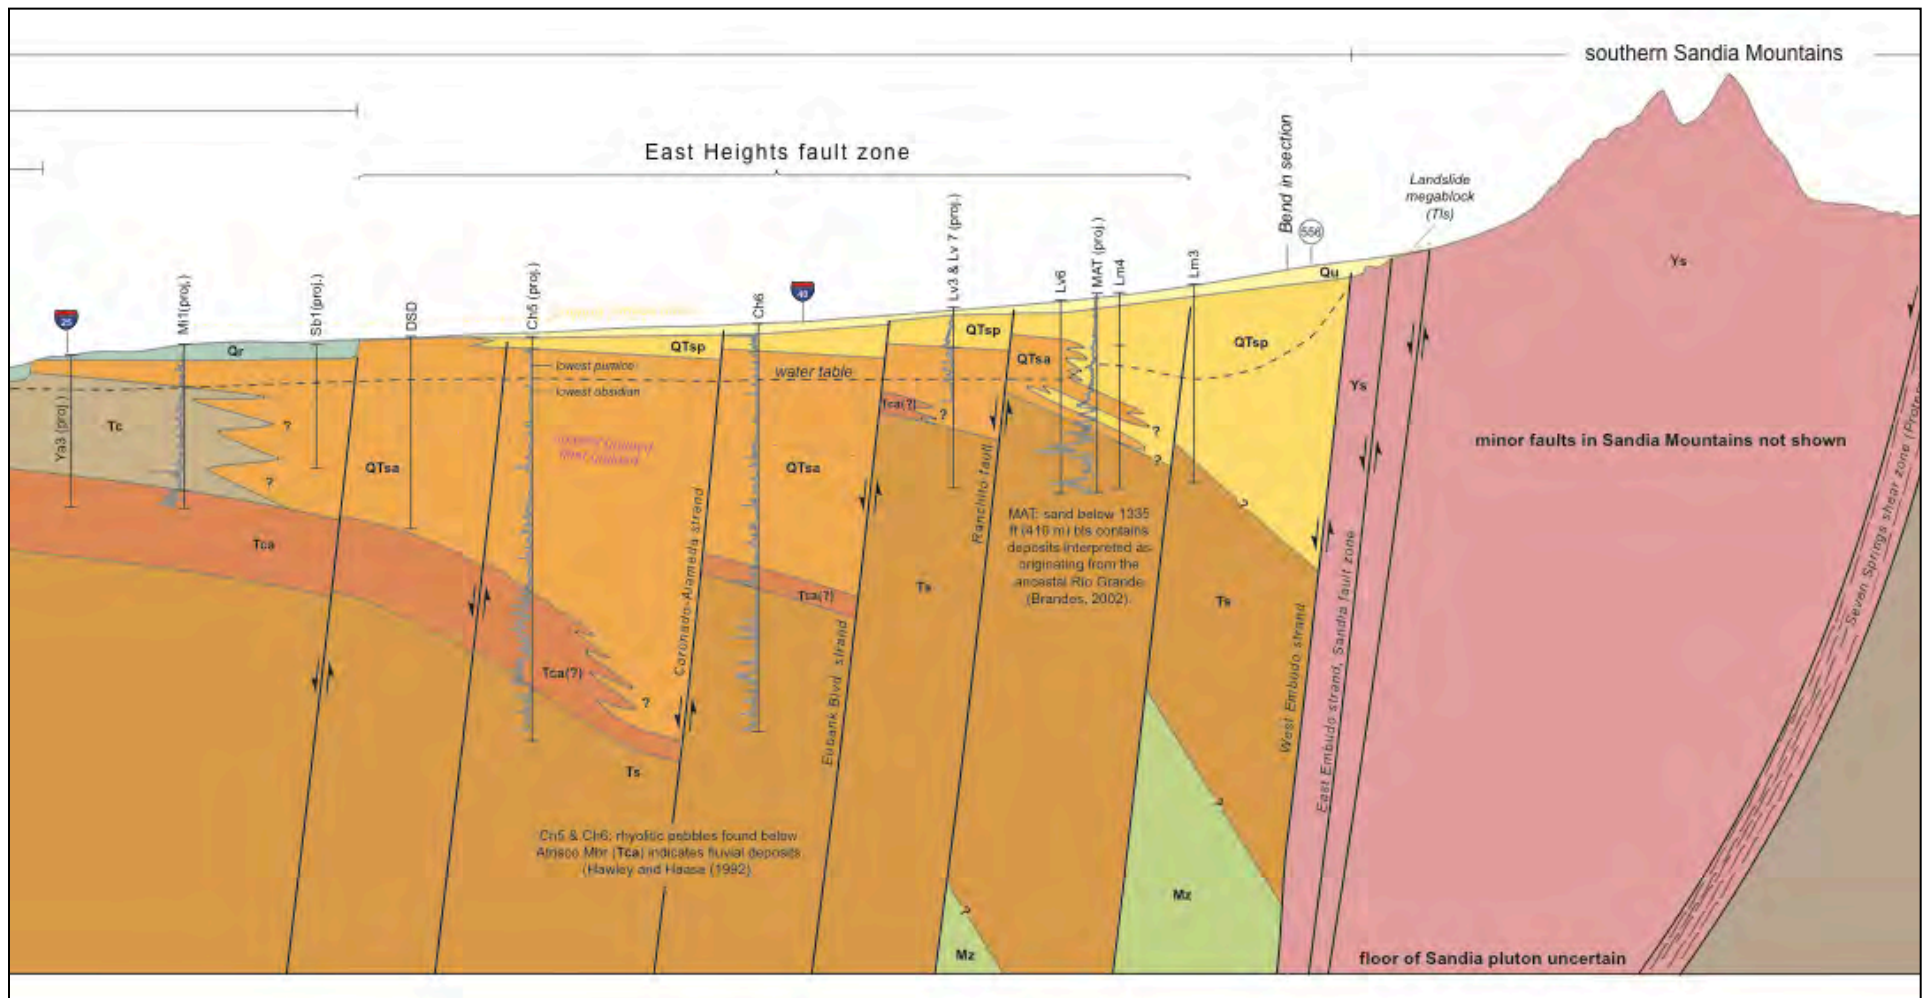 southern Sandia Mountains
East Heights fault zone
Bend in section
556
Landslide
megablock
(Tls)
25
Mi1(proj.)
Sb1(proj.)
DSD
Ch5 (proj.)
Ch6
40
Lv3 & Lv 7 (proj.)
Lv6
MAT (proj.)
Lm4
Lm3
Qu
Ys
Qr
QTsp
QTsp
QTsp
QTsa
lowest pumice
water table
lowest obsidian
Ya3 (proj.)
Tc
?
?
QTsa
QTsa
Tca(?)
?
?
?
?
Ys
minor faults in Sandia Mountains not shown
Tca
Coronado-Alameda strand
Ranchito fault
MAT: sand below 1335
ft (410 m) bls contains
deposits interpreted as
originating from the
ancestral Rio Grande
(Brandes, 2002).
Ts
Ts
Tca(?)
Tca(?)
?
Ts
Eubank Blvd strand
West Embudo strand
East Embudo strand, Sandia fault zone
Seven Springs shear zone
?
Ch5 & Ch6: rhyolitic pebbles found below
Atrisco Mbr (Tca) indicates fluvial deposits
(Hawley and Haase (1992)
Mz
?
Mz
floor of Sandia pluton uncertain